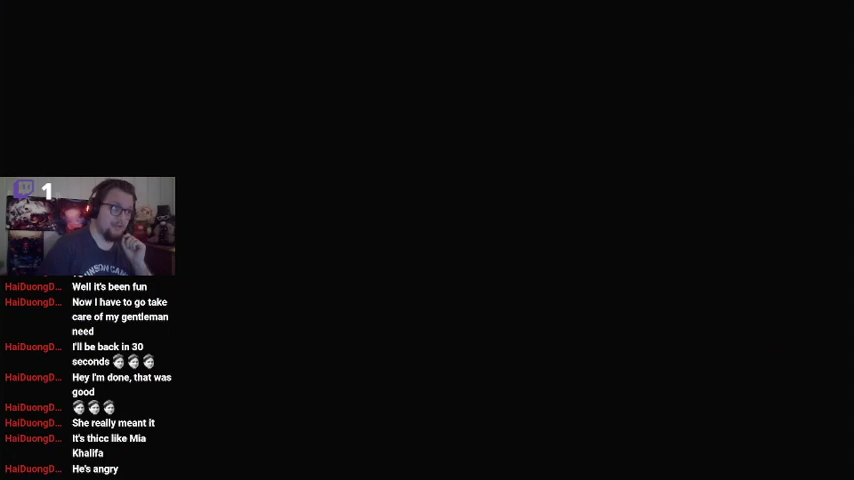 1
HaiDuongD... Well it's been fun
HaiDuongD... Now I have to go take
care of my gentleman
need
HaiDuongD... I'll be back in 30
seconds
HaiDuongD... Hey I'm done, that was
good
HaiDuongD...
HaiDuongD... She really meant it
HaiDuongD... It's thicc like Mia
Khalifa
HaiDuongD... He's angry